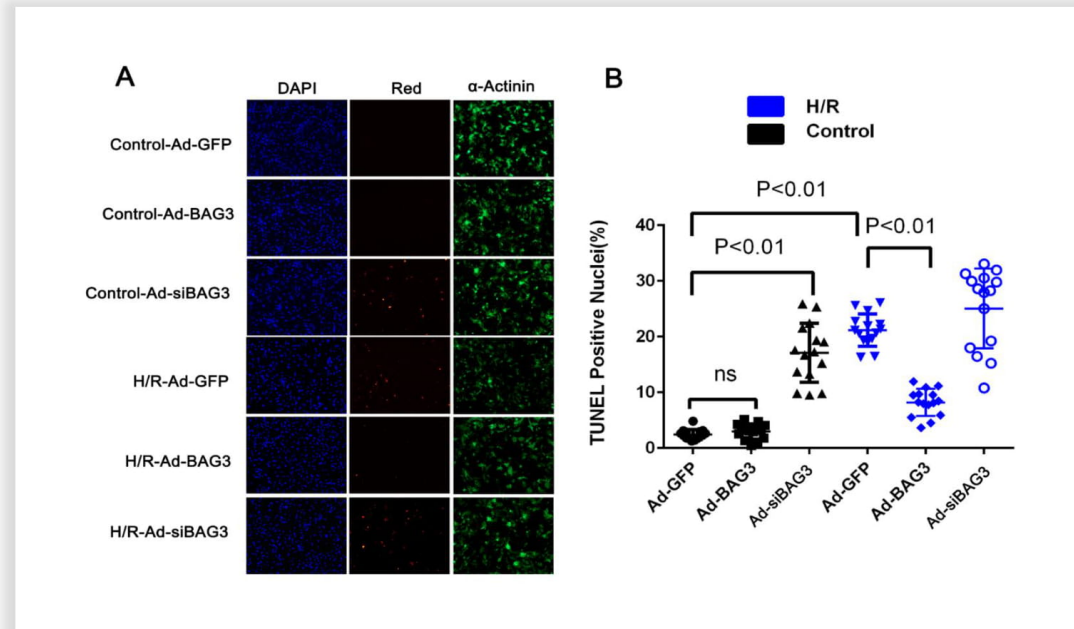 A
DAPI Red α-Actinin
Control-Ad-GFP
Control-Ad-BAG3
Control-Ad-siBAG3
H/R-Ad-GFP
H/R-Ad-BAG3
H/R-Ad-siBAG3
B
H/R
Control
P<0.01
P<0.01
P<0.01
ns
TUNEL Positive Nuclei(%)
40
30
20
10
0
Ad-GFP
Ad-BAG3
Ad-siBAG3
Ad-GFP
Ad-BAG3
Ad-siBAG3